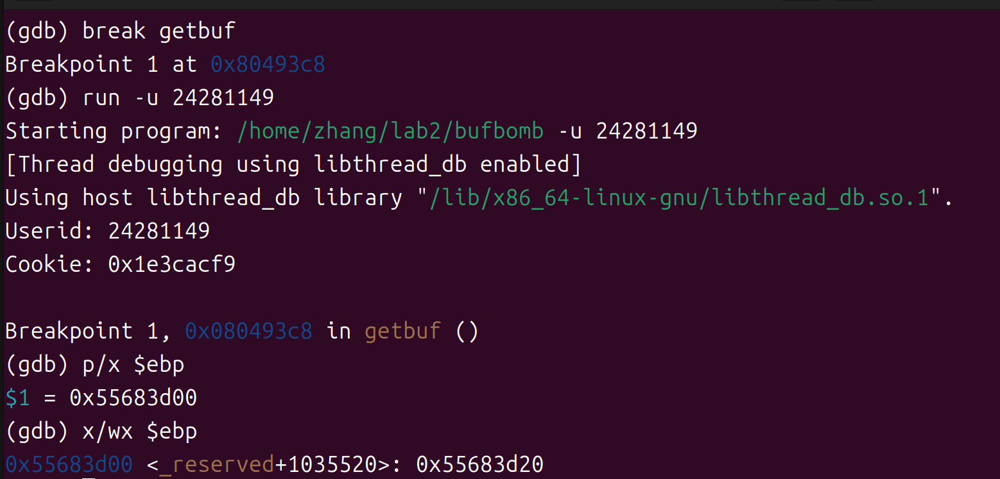 (gdb) break getbuf
Breakpoint 1 at 0x80493c8
(gdb) run -u 24281149
Starting program: /home/zhang/lab2/bufbomb -u 24281149
[Thread debugging using libthread_db enabled]
Using host libthread_db library "/lib/x86_64-linux-gnu/libthread_db.so.1".
Userid: 24281149
Cookie: 0x1e3cacf9
Breakpoint 1, 0x080493c8 in getbuf ()
(gdb) p/x $ebp
$1 = 0x55683d00
(gdb) x/wx $ebp
0x55683d00 <_reserved+1035520>: 0x55683d20